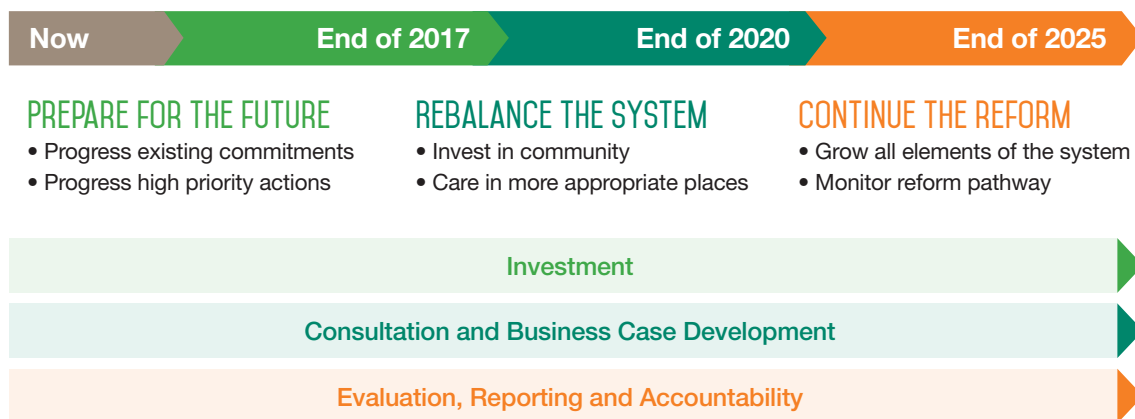 Now
End of 2017
End of 2020
End of 2025
PREPARE FOR THE FUTURE
• Progress existing commitments
• Progress high priority actions
REBALANCE THE SYSTEM
• Invest in community
• Care in more appropriate places
CONTINUE THE REFORM
• Grow all elements of the system
• Monitor reform pathway
Investment
Consultation and Business Case Development
Evaluation, Reporting and Accountability